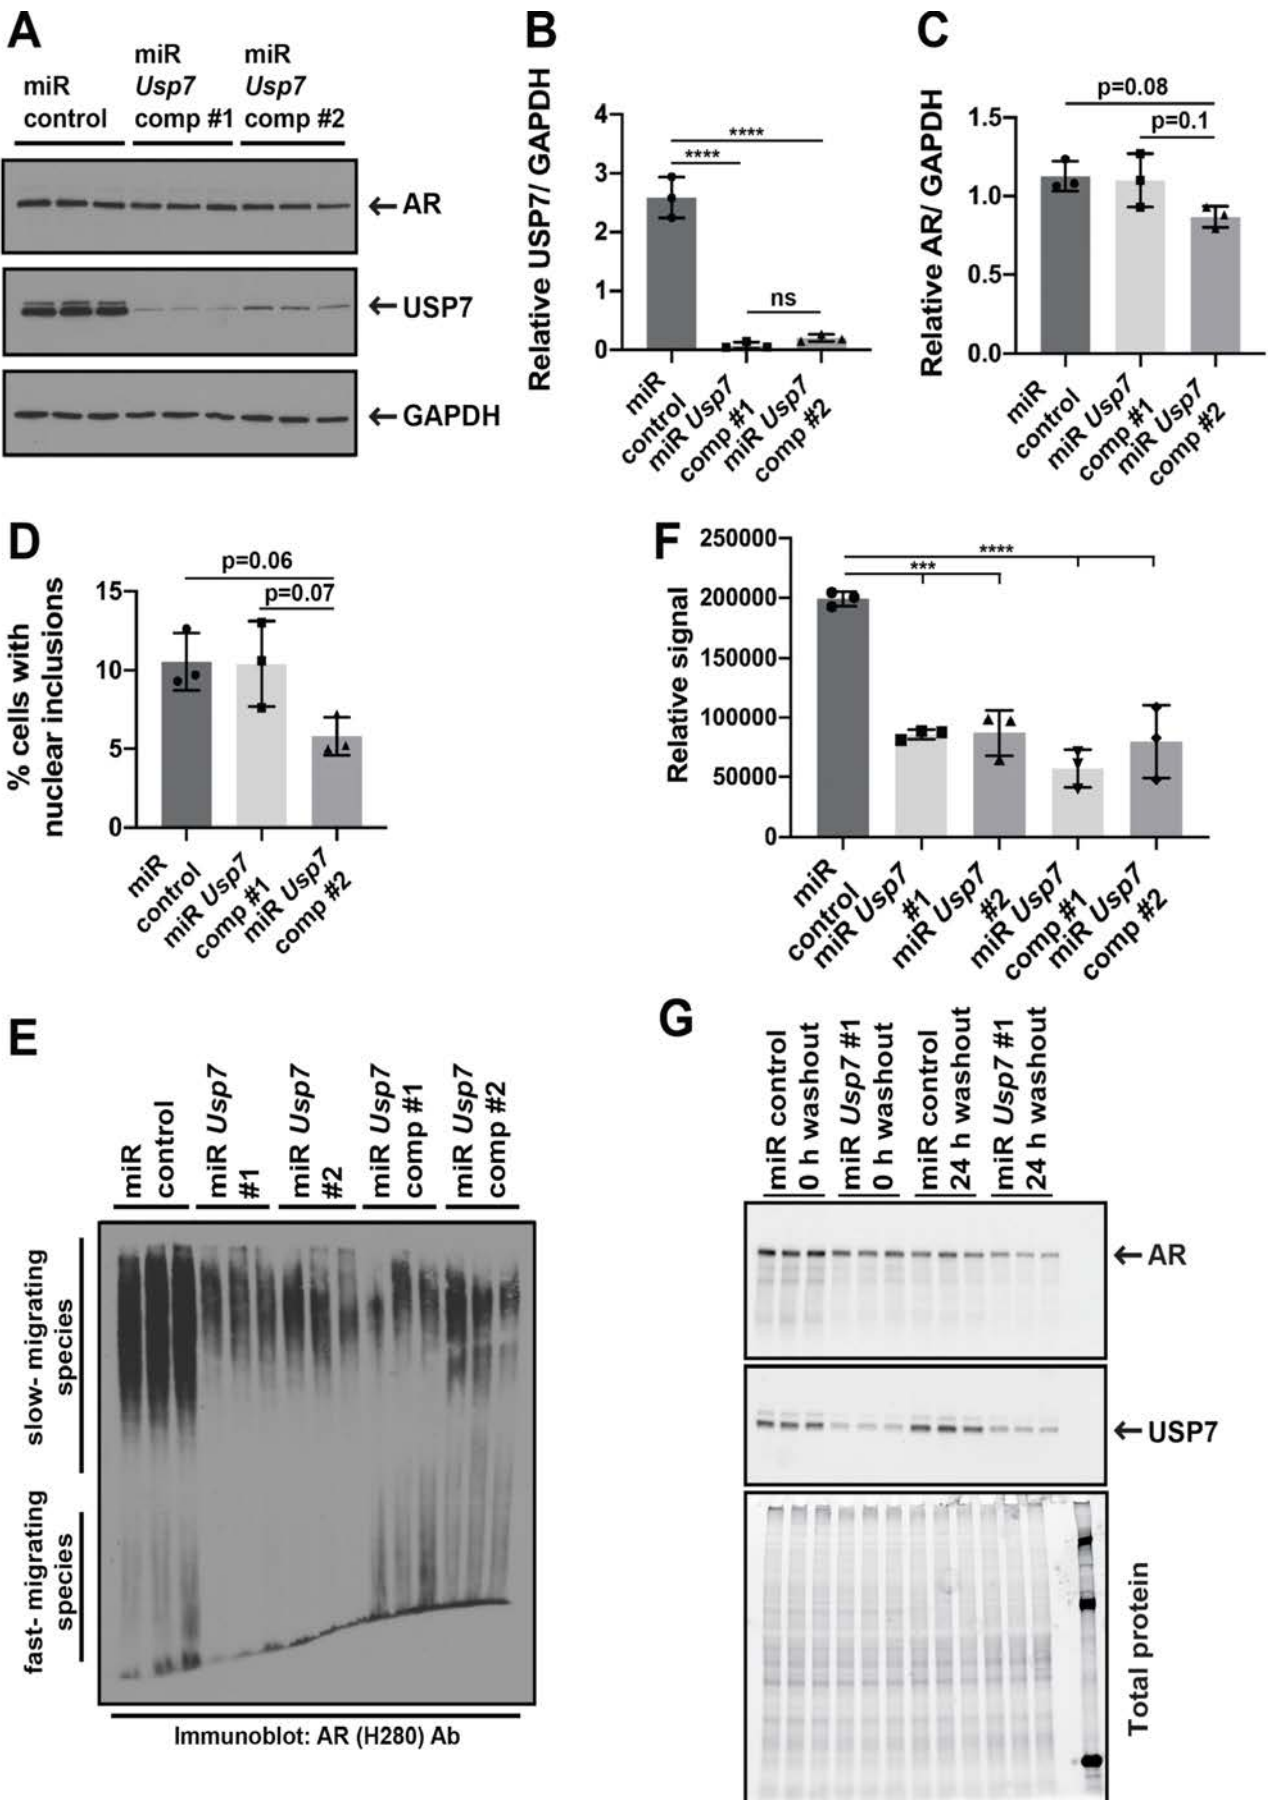 A
miR
control
miR
Usp7
comp #1
miR
Usp7
comp #2
←AR
←USP7
←GAPDH
B
Relative USP7/ GAPDH
4
3
2
1
0
****
****
ns
miR
control
miR Usp7
comp #1
miR Usp7
comp #2
C
Relative AR/ GAPDH
1.5
1.0
0.5
0.0
p=0.08
p=0.1
miR
control
miR Usp7
comp #1
miR Usp7
comp #2
D
% cells with
nuclear inclusions
15
10
5
0
p=0.06
p=0.07
miR
control
miR Usp7
comp #1
miR Usp7
comp #2
F
Relative signal
250000
200000
150000
100000
50000
0
****
***
miR
control
miR Usp7
#1
miR Usp7
#2
miR Usp7
comp #1
miR Usp7
comp #2
E
miR
control
miR Usp7
#1
miR Usp7
#2
miR Usp7
comp #1
miR Usp7
comp #2
slow- migrating
species
fast- migrating
species
Immunoblot: AR (H280) Ab
G
miR control
0 h washout
miR Usp7 #1
0 h washout
miR control
24 h washout
miR Usp7 #1
24 h washout
←AR
←USP7
Total protein